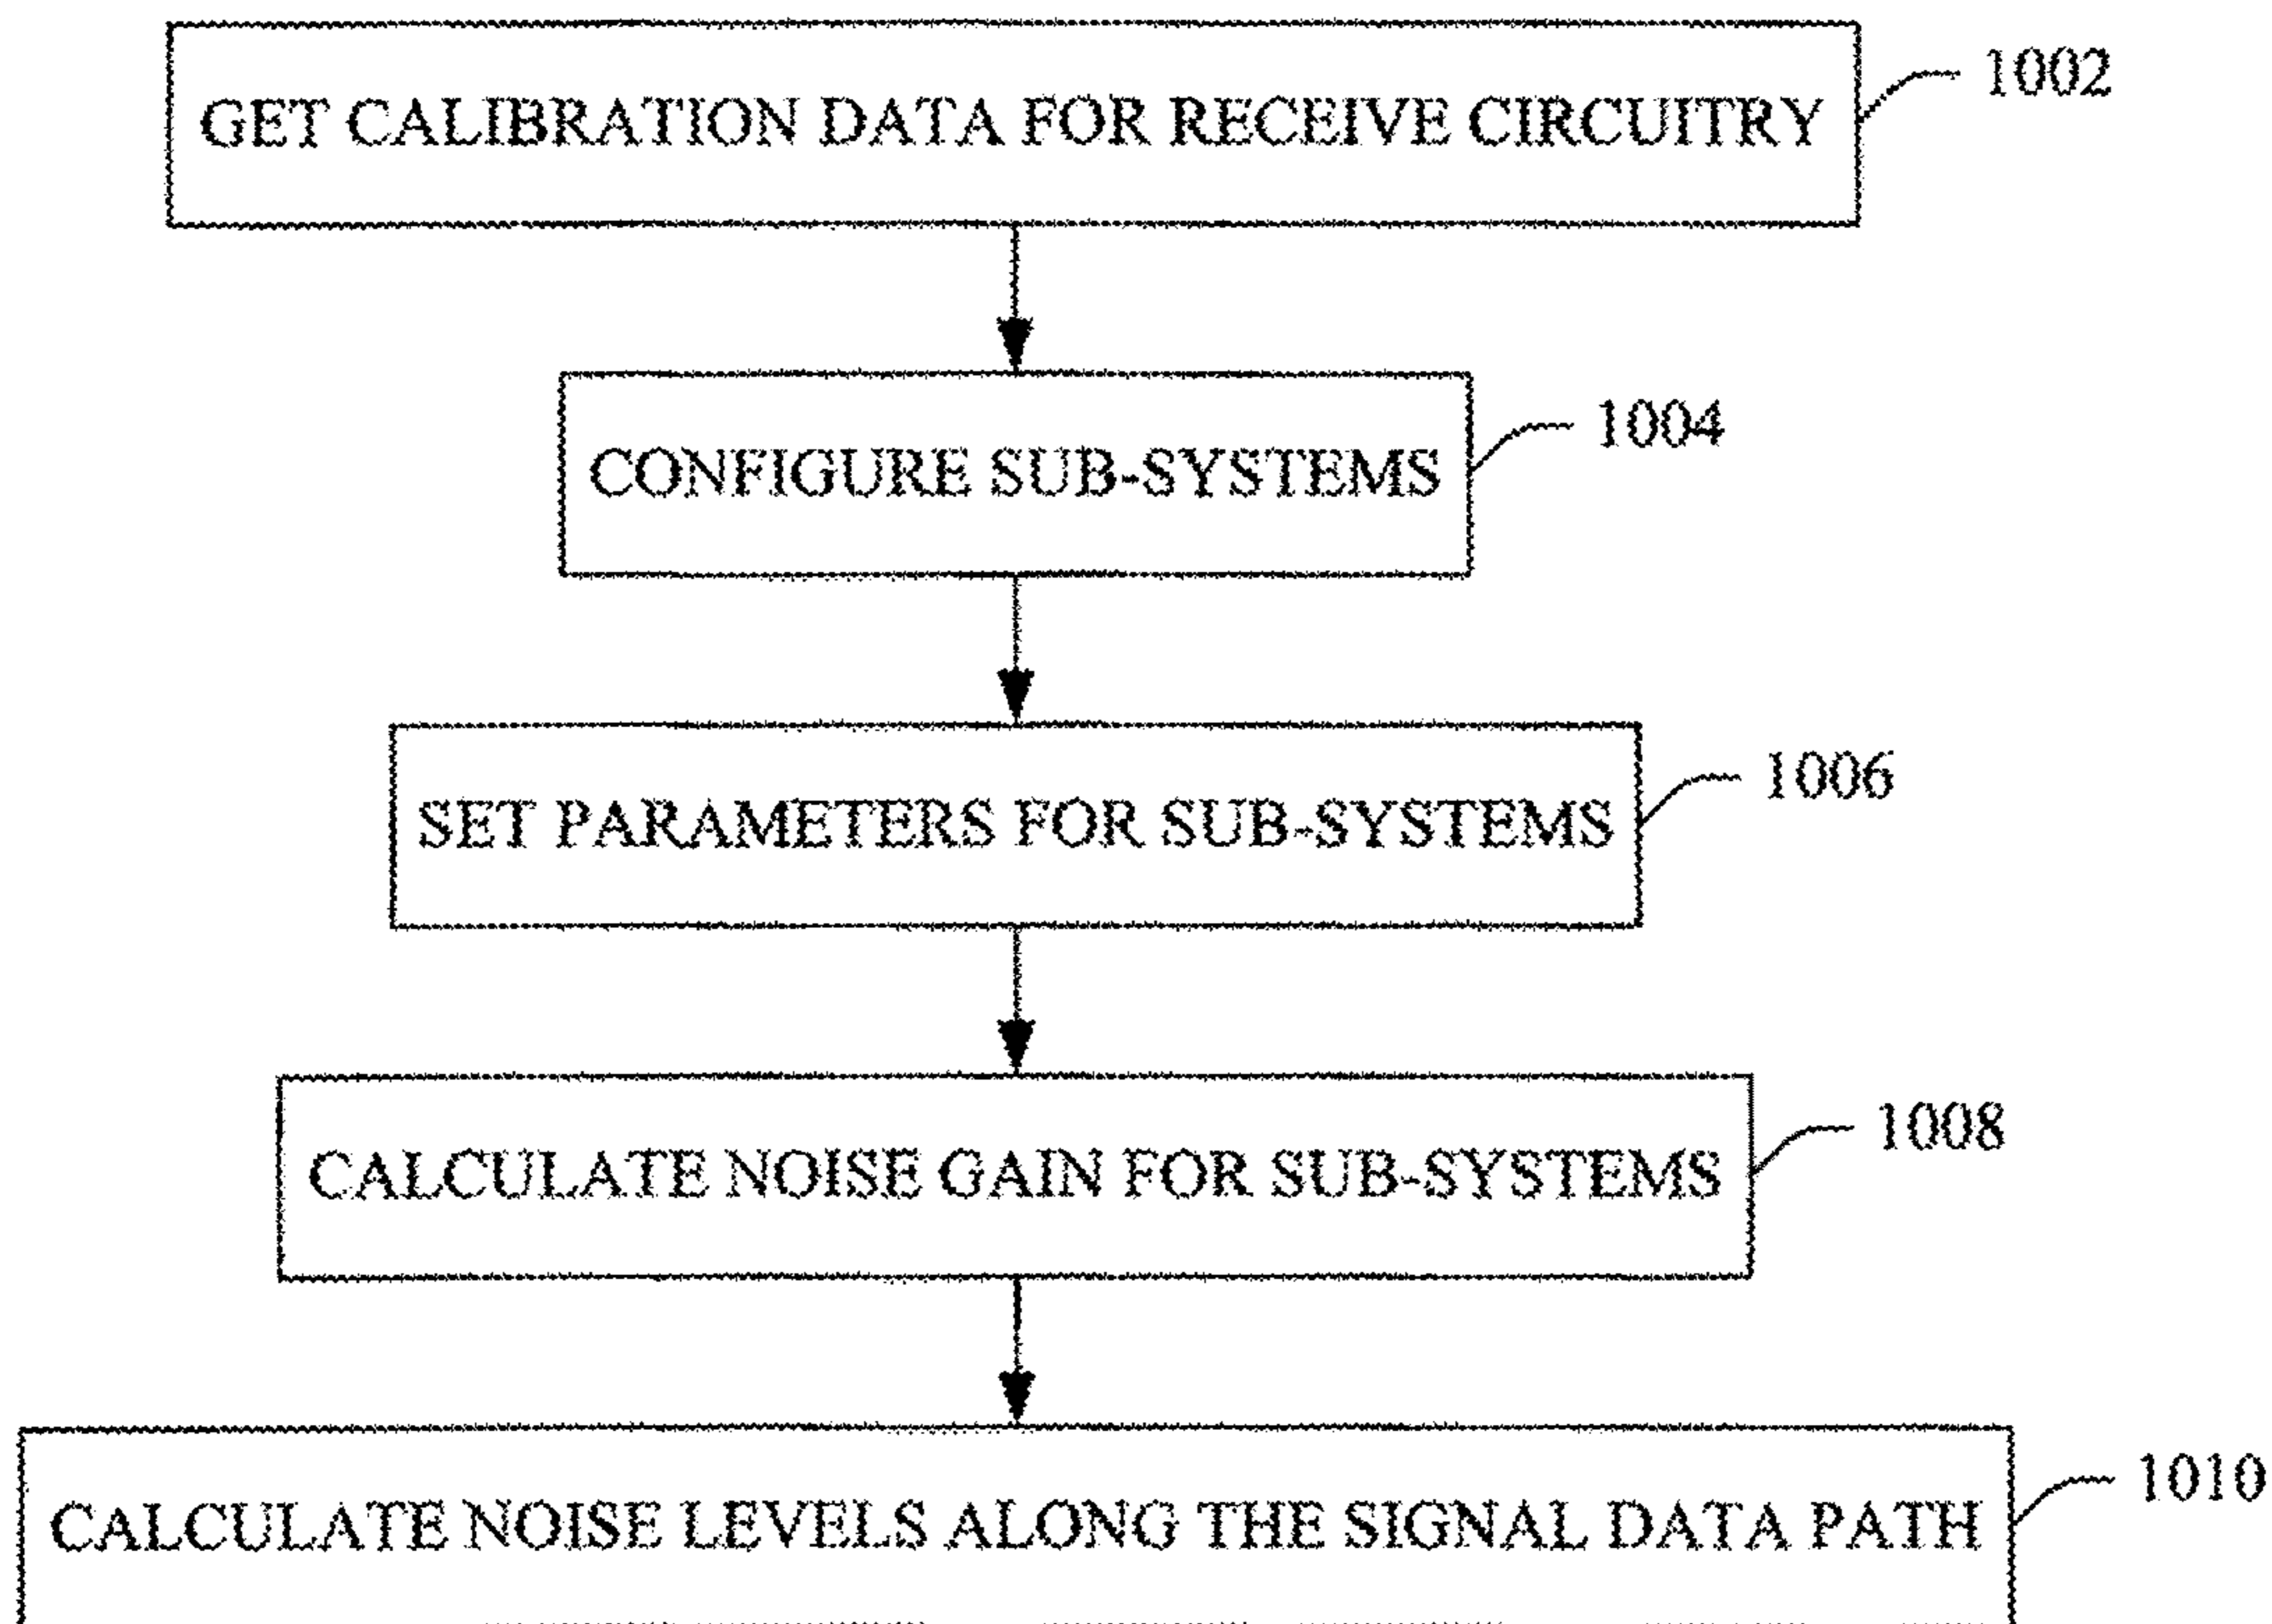 GET CALIBRATION DATA FOR RECEIVE CIRCUITRY
1002
CONFIGURE SUB-SYSTEMS
1004
SET PARAMETERS FOR SUB-SYSTEMS
1006
CALCULATE NOISE GAIN FOR SUB-SYSTEMS
1008
CALCULATE NOISE LEVELS ALONG THE SIGNAL DATA PATH
1010